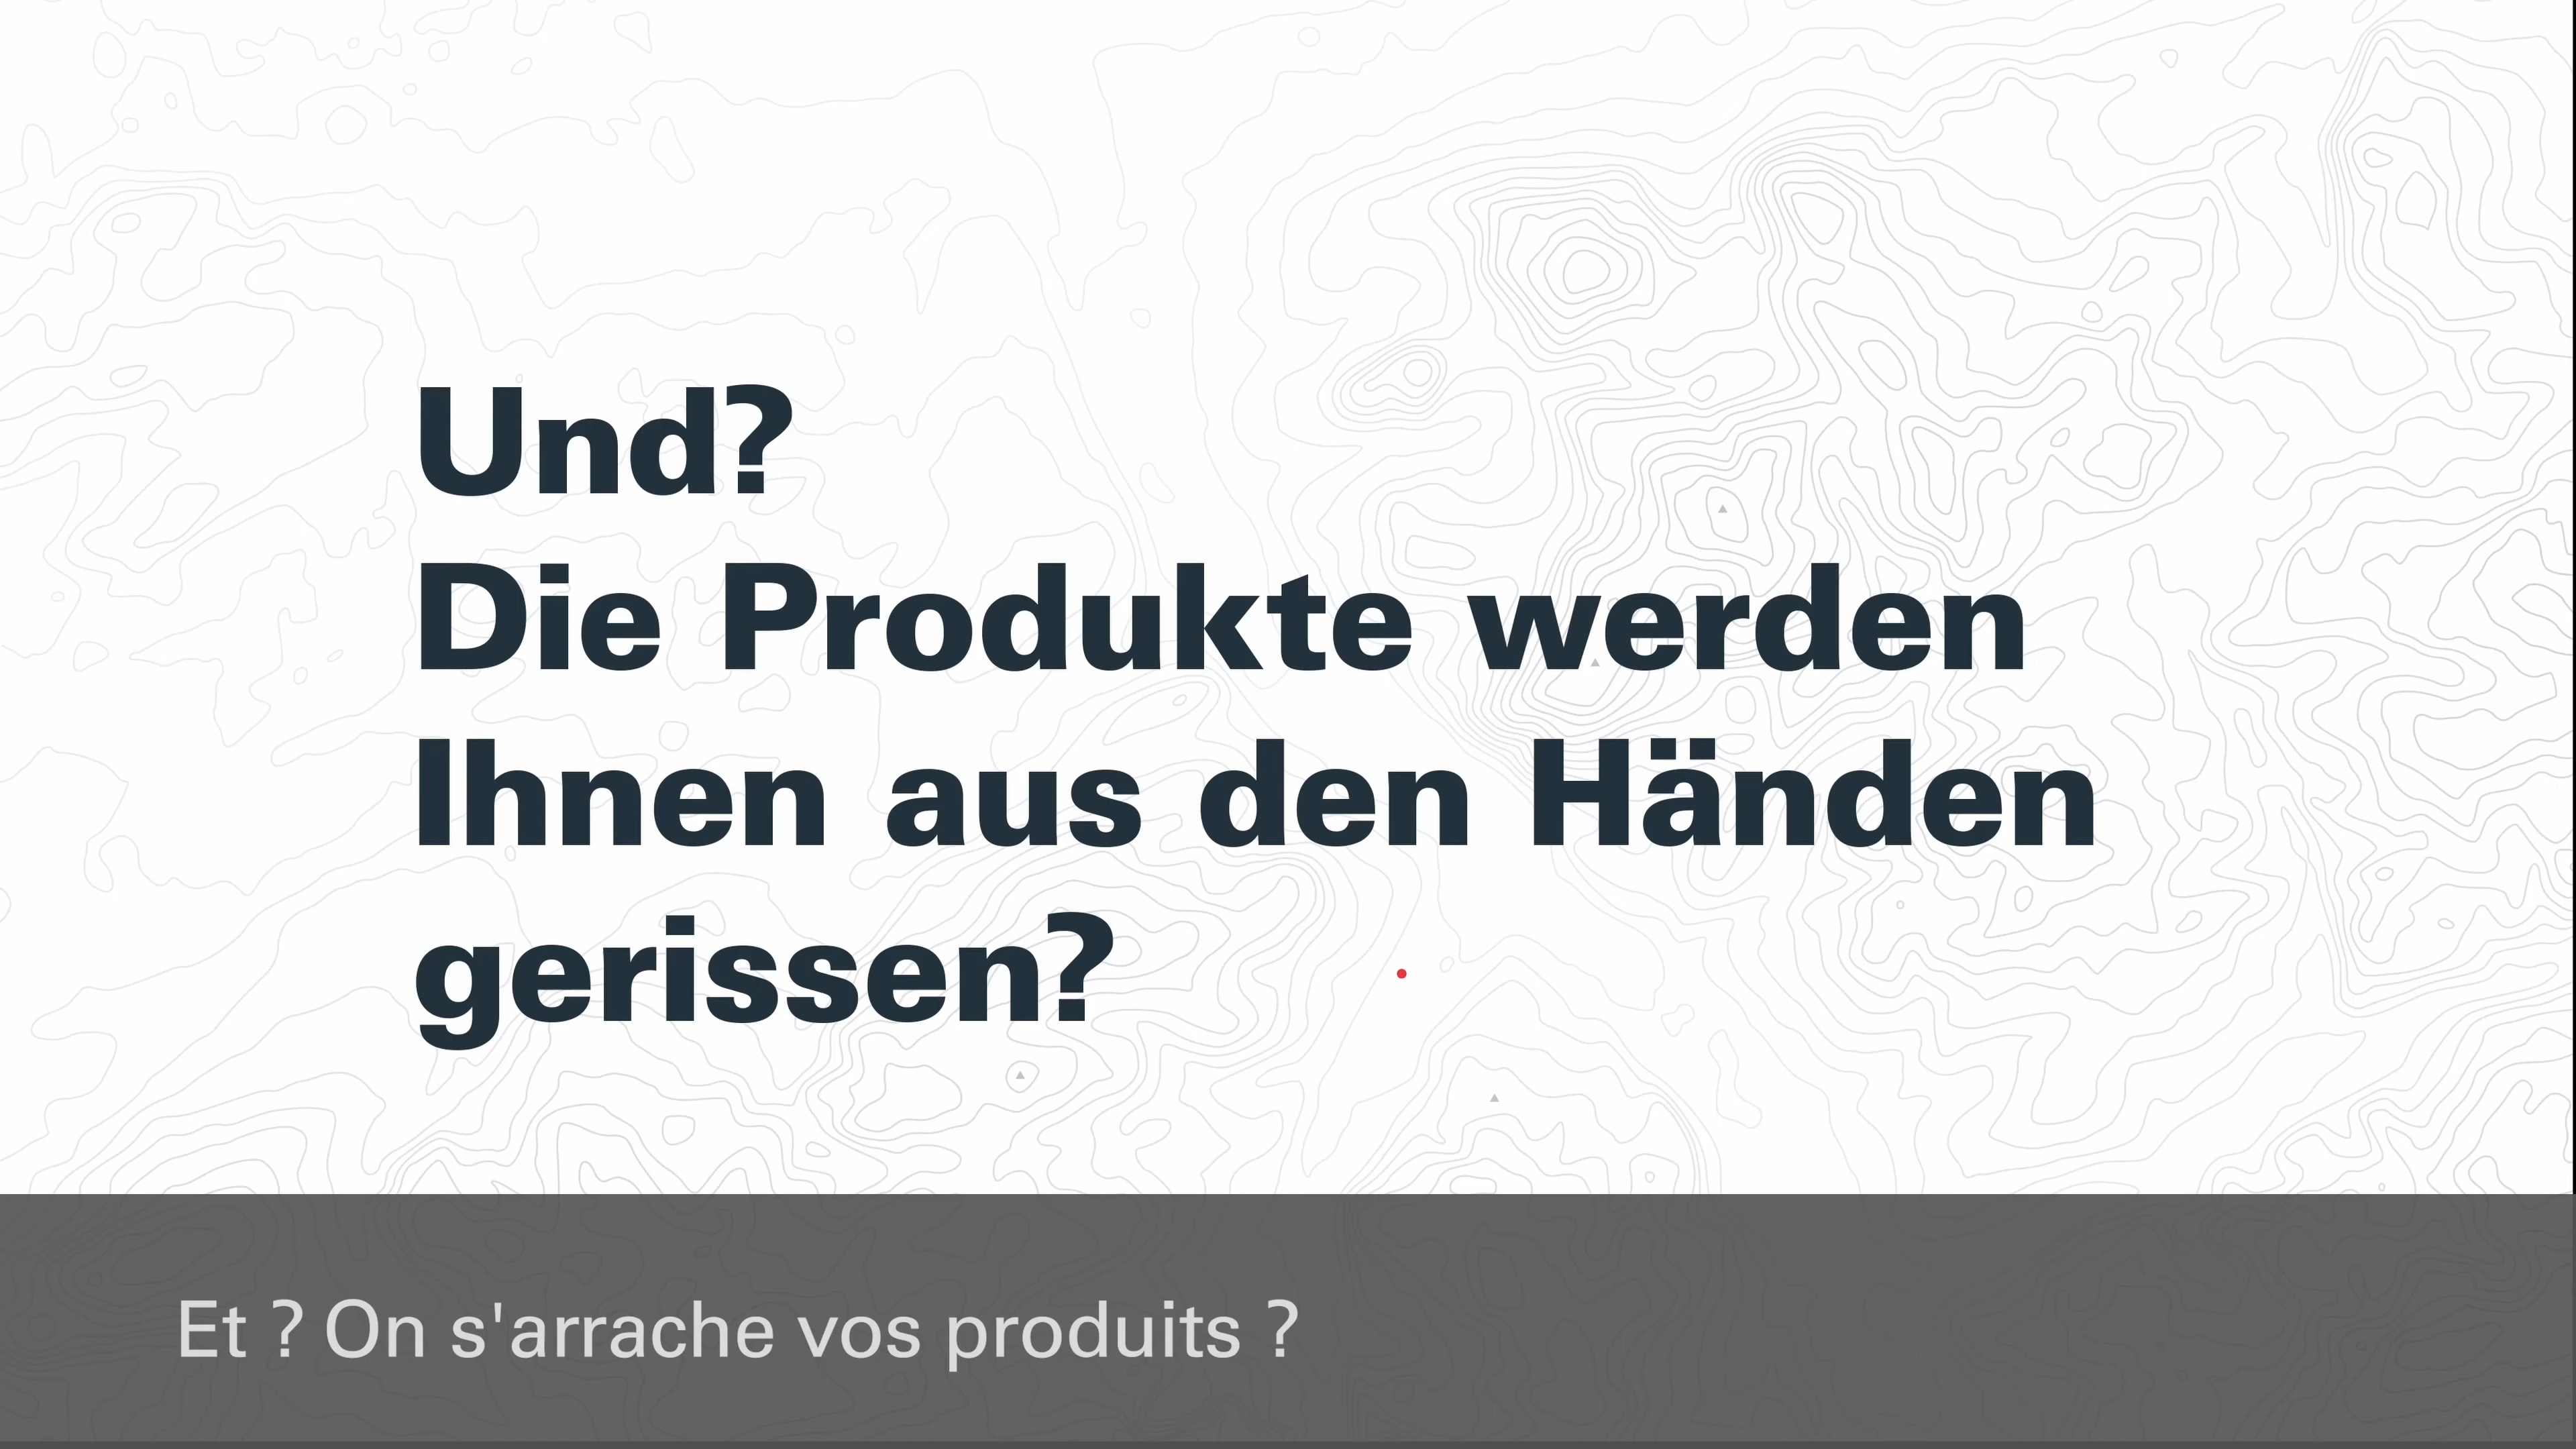 Und?
Die Produkte werden
Ihnen aus den Händen
gerissen?
Et ? On s'arrache vos produits ?